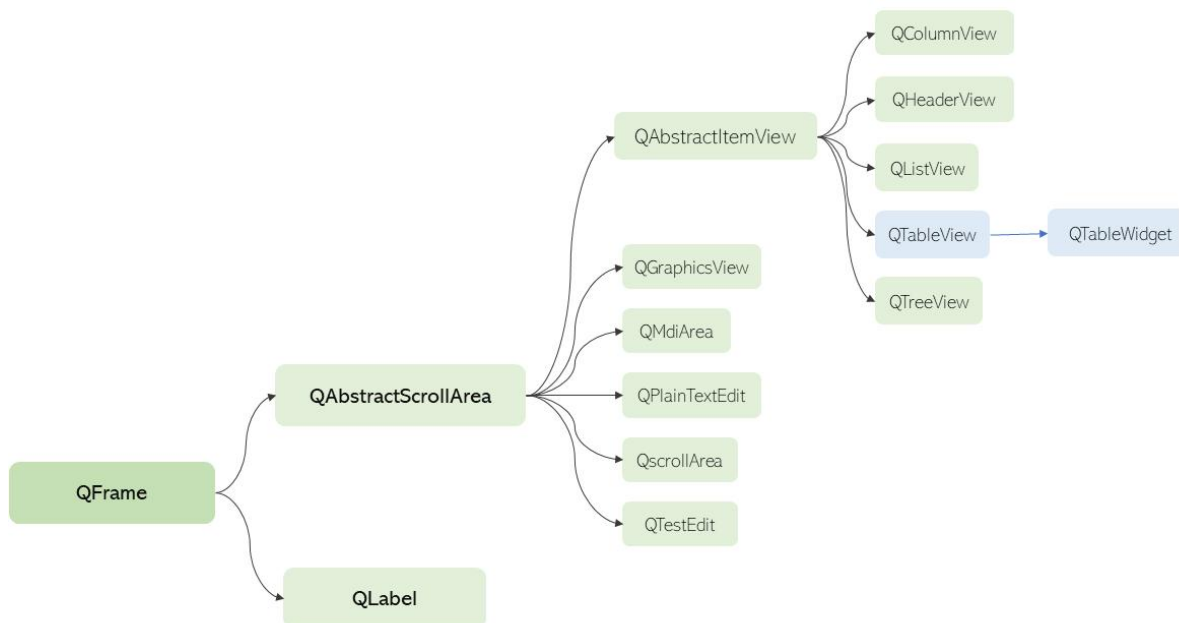 QColumnView
QHeaderView
QAbstractItemView
QListView
QTableView
QTableWidget
QTreeView
QGraphicsView
QMdiArea
QAbstractScrollArea
QPlainTextEdit
QscrollArea
QFrame
QTestEdit
QLabel